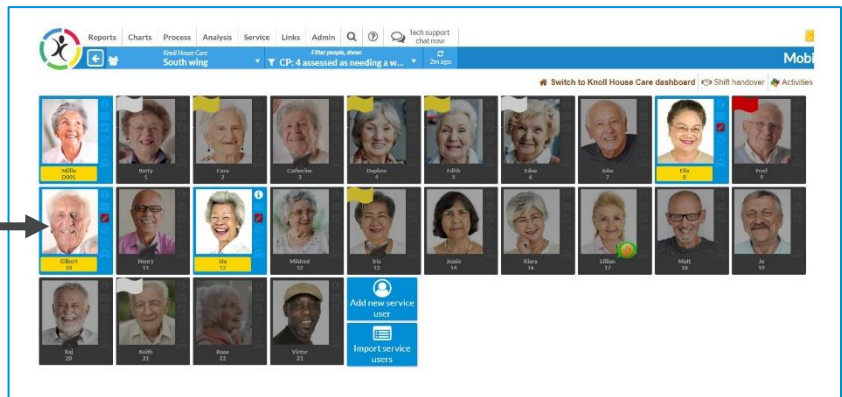 Reports Charts Process Analysis Service Links Admin
Tech support
chat now
Knoll House Care
South wing
Filter people, show:
CP: 4 assessed as needing a w...
2m ago
Mobi
Switch to Knoll House Care dashboard Shift handover Activities
Millie
D001
Betty
1
Cora
2
Catherine
3
Daphne
4
Edith
5
Edna
6
John
7
Ella
8
Fred
9
Gilbert
10
Henry
11
Ida
12
Mildred
12
Iris
13
Jessie
14
Klara
16
Lillian
17
Matt
18
Jo
19
Raj
20
Keith
21
Rose
22
Victor
23
Add new service
user
Import service
users